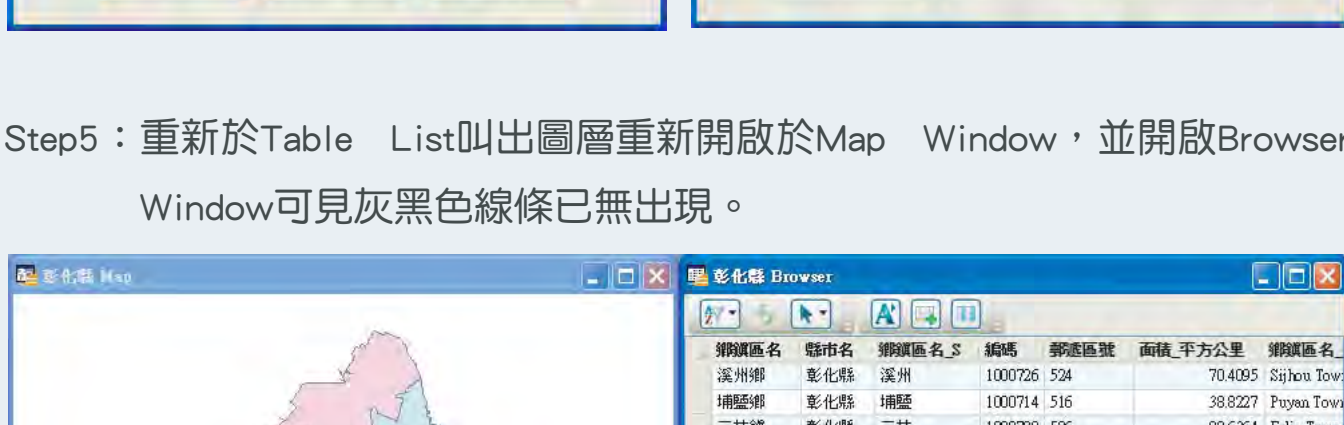 Step5：重新於Table List叫出圖層重新開啟於Map Window，並開啟Browser
Window可見灰黑色線條已無出現。
彰化縣 Map
彰化縣 Browser
鄉鎮區名 縣市名 鄉鎮區名_S 編碼 郵遞區號 面積_平方公里 鄉鎮區名_
溪州鄉 彰化縣 溪州 1000726 524 70.4095 Sijhou Tow
埔鹽鄉 彰化縣 埔鹽 1000714 516 38.8227 Puyan Tow